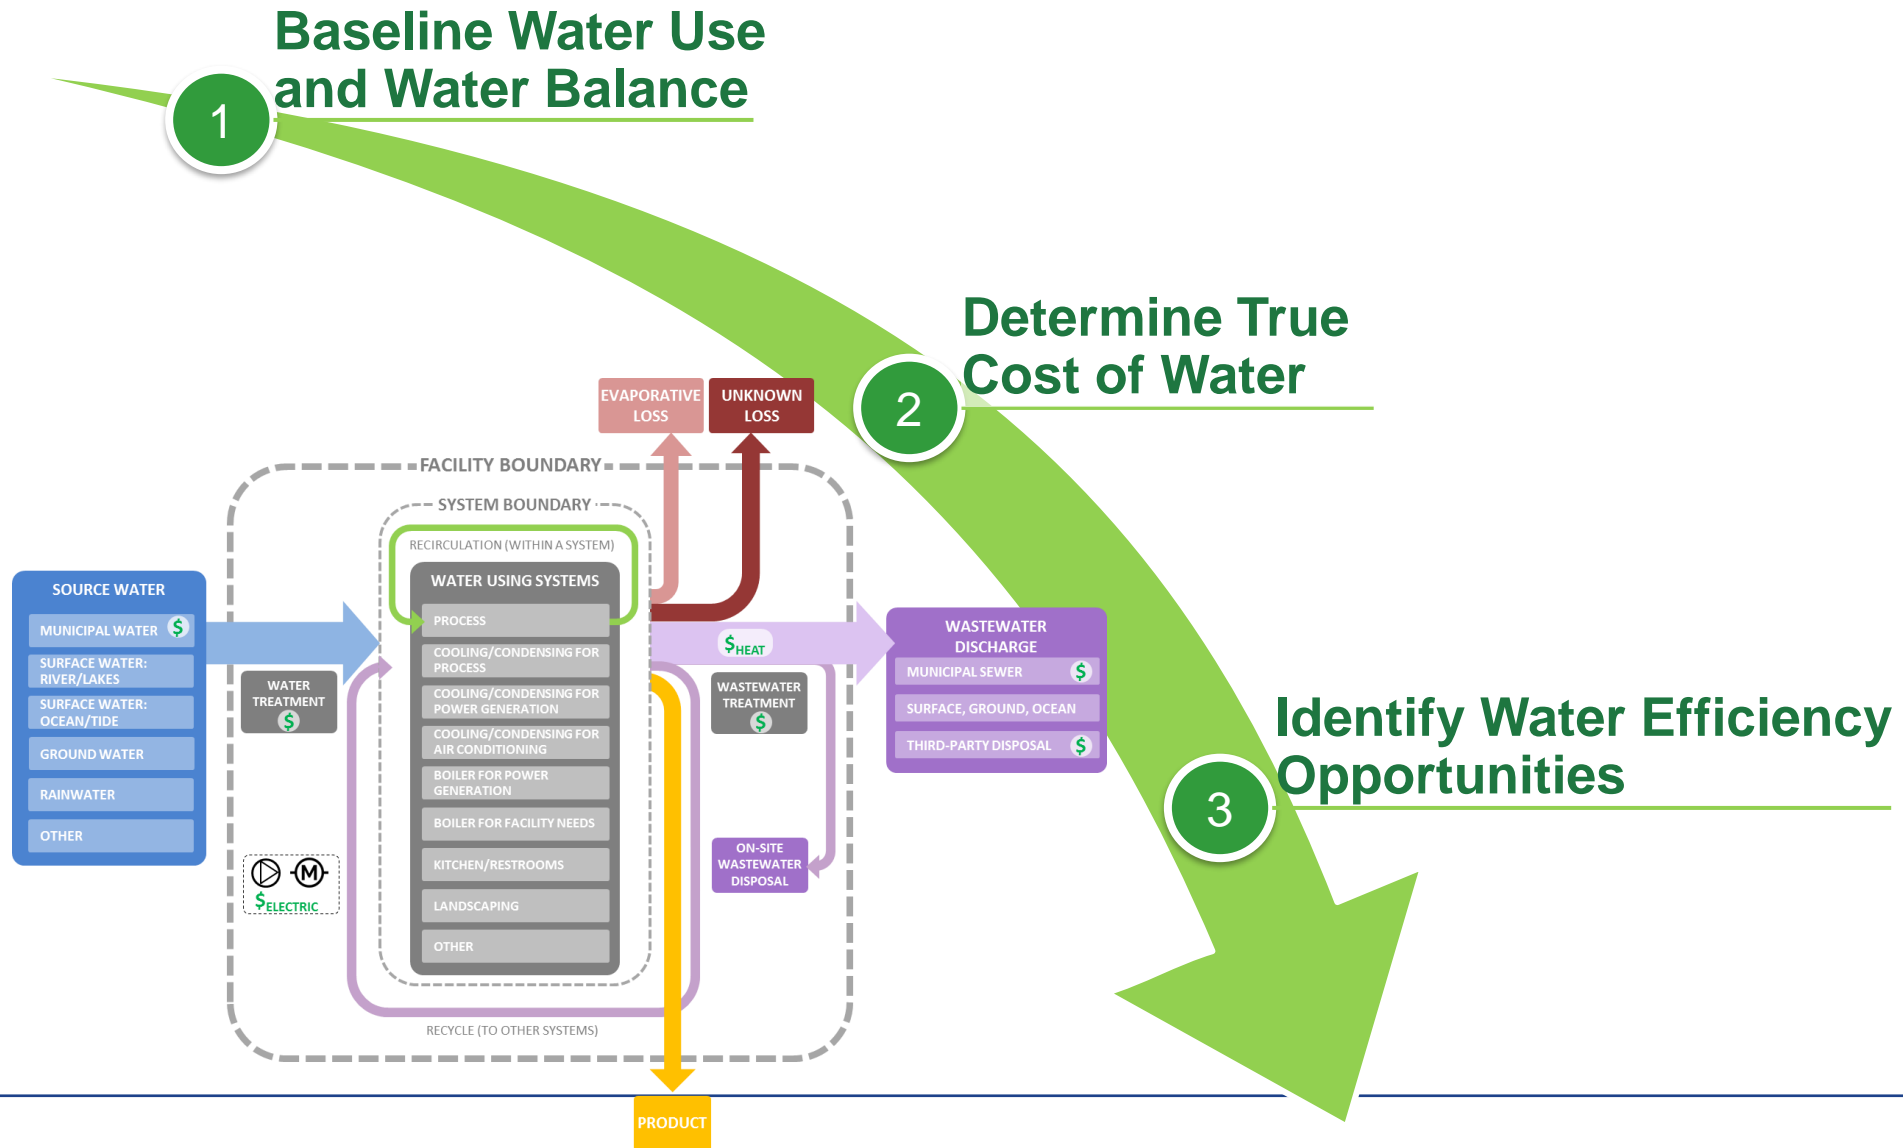 Baseline Water Use
and Water Balance
1
Determine True
Cost of Water
2
Identify Water Efficiency
Opportunities
3
EVAPORATIVE
LOSS
UNKNOWN
LOSS
FACILITY BOUNDARY
SYSTEM BOUNDARY
RECIRCULATION (WITHIN A SYSTEM)
SOURCE WATER
MUNICIPAL WATER $
SURFACE WATER:
RIVER/LAKES
SURFACE WATER:
OCEAN/TIDE
GROUND WATER
RAINWATER
OTHER
WATER
TREATMENT
$
M
$ELECTRIC
WATER USING SYSTEMS
PROCESS
COOLING/CONDENSING FOR
PROCESS
COOLING/CONDENSING FOR
POWER GENERATION
COOLING/CONDENSING FOR
AIR CONDITIONING
BOILER FOR POWER
GENERATION
BOILER FOR FACILITY NEEDS
KITCHEN/RESTROOMS
LANDSCAPING
OTHER
RECYCLE (TO OTHER SYSTEMS)
$HEAT
WASTEWATER
TREATMENT
$
ON-SITE
WASTEWATER
DISPOSAL
WASTEWATER
DISCHARGE
MUNICIPAL SEWER $
SURFACE, GROUND, OCEAN
THIRD-PARTY DISPOSAL $
PRODUCT